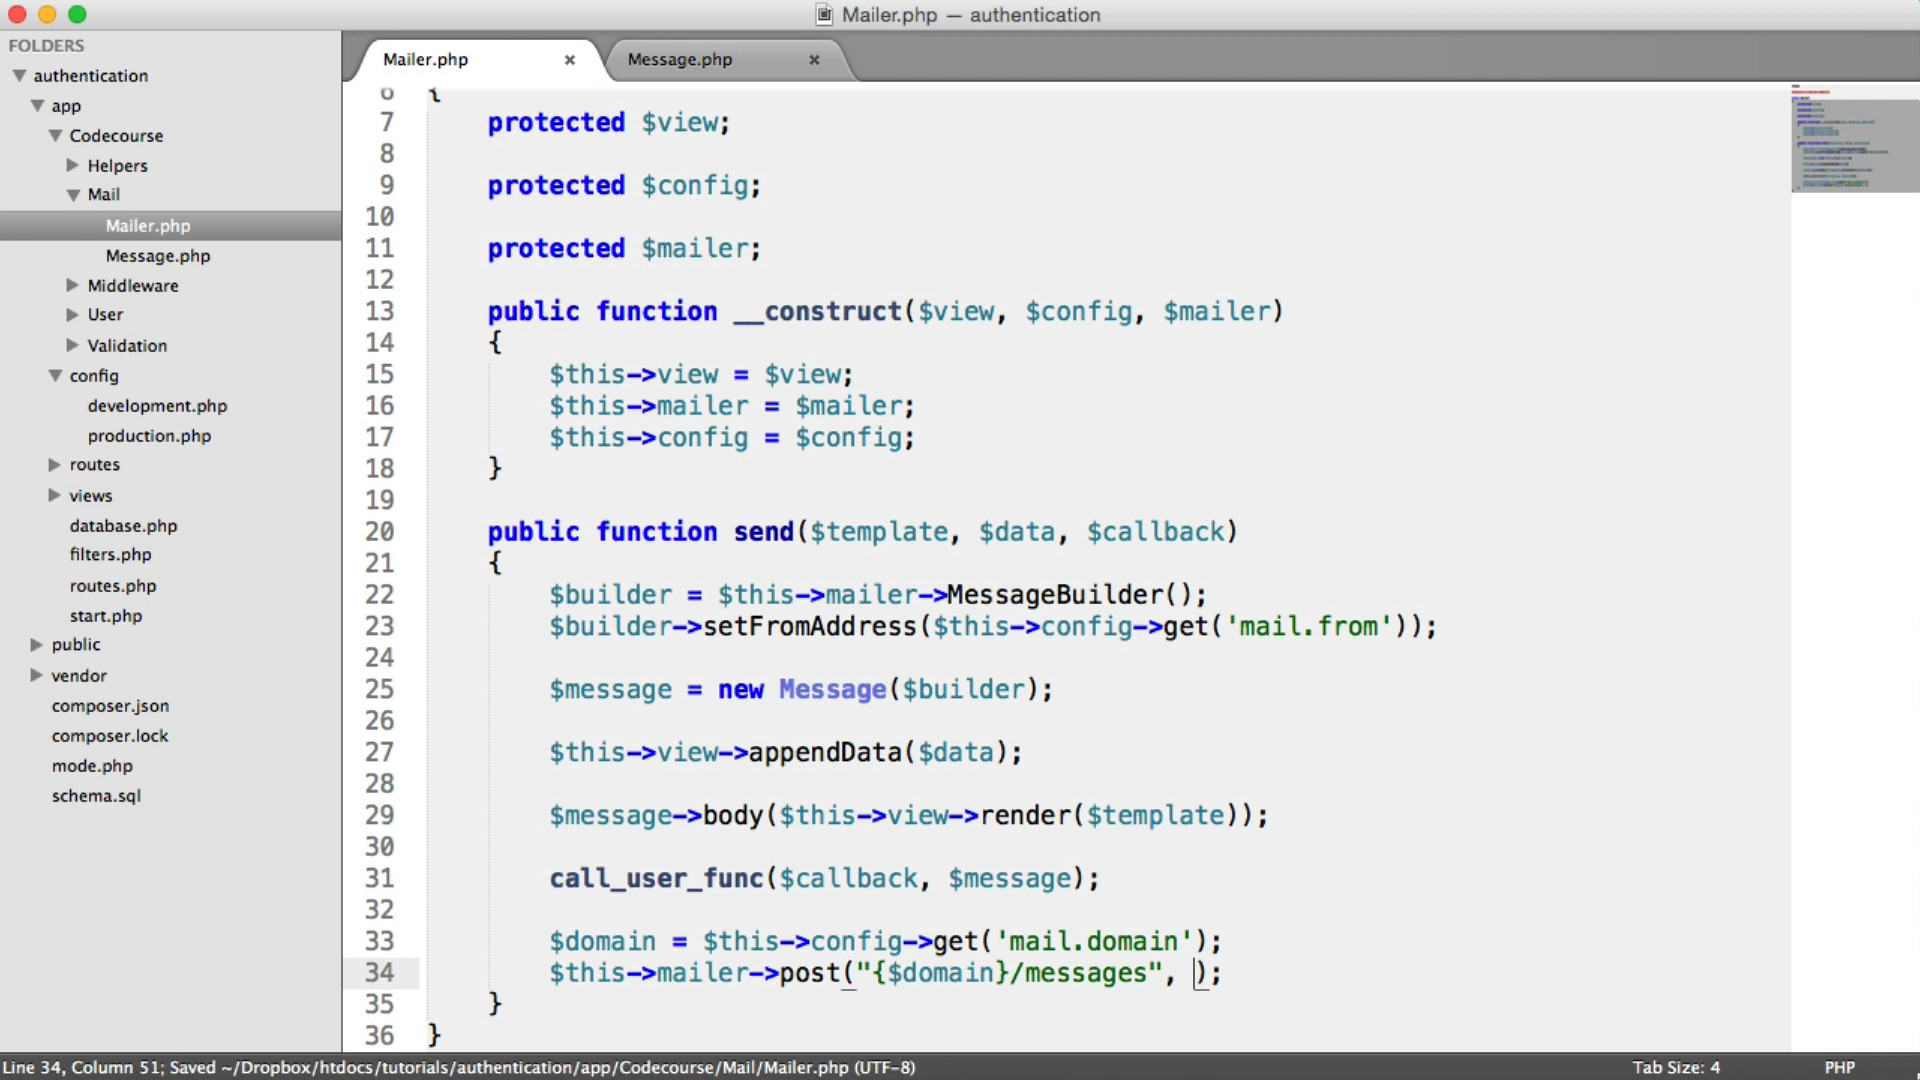 Mailer.php — authentication
FOLDERS
authentication
app
Codecourse
Helpers
Mail
Mailer.php
Message.php
Middleware
User
Validation
config
development.php
production.php
routes
views
database.php
filters.php
routes.php
start.php
public
vendor
composer.json
composer.lock
mode.php
schema.sql
Mailer.php
Message.php
6 {
7 protected $view;
8
9 protected $config;
10
11 protected $mailer;
12
13 public function __construct($view, $config, $mailer)
14 {
15 $this->view = $view;
16 $this->mailer = $mailer;
17 $this->config = $config;
18 }
19
20 public function send($template, $data, $callback)
21 {
22 $builder = $this->mailer->MessageBuilder();
23 $builder->setFromAddress($this->config->get('mail.from'));
24
25 $message = new Message($builder);
26
27 $this->view->appendData($data);
28
29 $message->body($this->view->render($template));
30
31 call_user_func($callback, $message);
32
33 $domain = $this->config->get('mail.domain');
34 $this->mailer->post("{$domain}/messages", );
35 }
36 }
Line 34, Column 51; Saved ~/Dropbox/htdocs/tutorials/authentication/app/Codecourse/Mail/Mailer.php (UTF-8)
Tab Size: 4
PHP